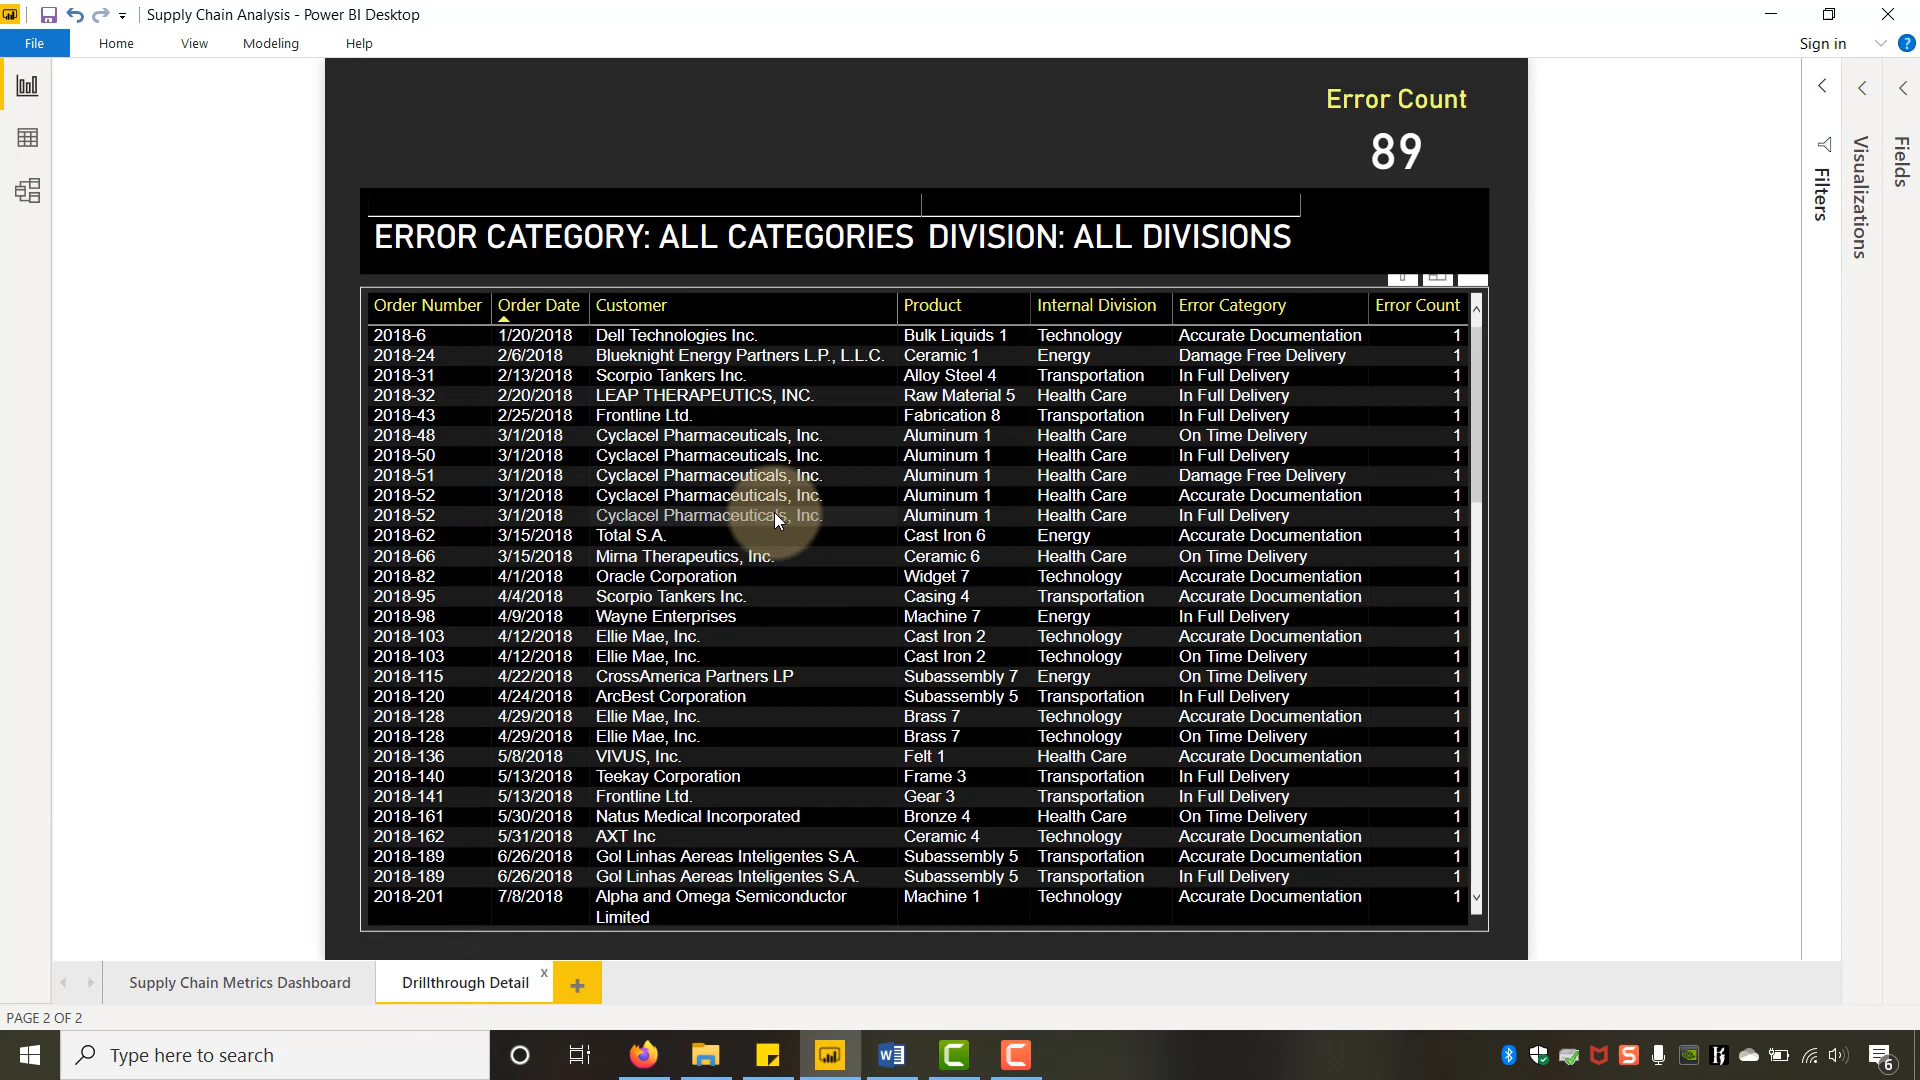 Supply Chain Analysis - Power BI Desktop
File Home View Modeling Help Sign in ?
Error Count
89
ERROR CATEGORY: ALL CATEGORIES DIVISION: ALL DIVISIONS
Order Number Order Date Customer Product Internal Division Error Category Error Count
2018-6 1/20/2018 Dell Technologies Inc. Bulk Liquids 1 Technology Accurate Documentation 1
2018-24 2/6/2018 Blueknight Energy Partners L.P., L.L.C. Ceramic 1 Energy Damage Free Delivery 1
2018-31 2/13/2018 Scorpio Tankers Inc. Alloy Steel 4 Transportation In Full Delivery 1
2018-32 2/20/2018 LEAP THERAPEUTICS, INC. Raw Material 5 Health Care In Full Delivery 1
2018-43 2/25/2018 Frontline Ltd. Fabrication 8 Transportation In Full Delivery 1
2018-48 3/1/2018 Cyclacel Pharmaceuticals, Inc. Aluminum 1 Health Care On Time Delivery 1
2018-50 3/1/2018 Cyclacel Pharmaceuticals, Inc. Aluminum 1 Health Care In Full Delivery 1
2018-51 3/1/2018 Cyclacel Pharmaceuticals, Inc. Aluminum 1 Health Care Damage Free Delivery 1
2018-52 3/1/2018 Cyclacel Pharmaceuticals, Inc. Aluminum 1 Health Care Accurate Documentation 1
2018-52 3/1/2018 Cyclacel Pharmaceuticals, Inc. Aluminum 1 Health Care In Full Delivery 1
2018-62 3/15/2018 Total S.A. Cast Iron 6 Energy Accurate Documentation 1
2018-66 3/15/2018 Mirna Therapeutics, Inc. Ceramic 6 Health Care On Time Delivery 1
2018-82 4/1/2018 Oracle Corporation Widget 7 Technology Accurate Documentation 1
2018-95 4/4/2018 Scorpio Tankers Inc. Casing 4 Transportation Accurate Documentation 1
2018-98 4/9/2018 Wayne Enterprises Machine 7 Energy In Full Delivery 1
2018-103 4/12/2018 Ellie Mae, Inc. Cast Iron 2 Technology Accurate Documentation 1
2018-103 4/12/2018 Ellie Mae, Inc. Cast Iron 2 Technology On Time Delivery 1
2018-115 4/22/2018 CrossAmerica Partners LP Subassembly 7 Energy On Time Delivery 1
2018-120 4/24/2018 ArcBest Corporation Subassembly 5 Transportation In Full Delivery 1
2018-128 4/29/2018 Ellie Mae, Inc. Brass 7 Technology Accurate Documentation 1
2018-128 4/29/2018 Ellie Mae, Inc. Brass 7 Technology On Time Delivery 1
2018-136 5/8/2018 VIVUS, Inc. Felt 1 Health Care Accurate Documentation 1
2018-140 5/13/2018 Teekay Corporation Frame 3 Transportation In Full Delivery 1
2018-141 5/13/2018 Frontline Ltd. Gear 3 Transportation In Full Delivery 1
2018-161 5/30/2018 Natus Medical Incorporated Bronze 4 Health Care On Time Delivery 1
2018-162 5/31/2018 AXT Inc Ceramic 4 Technology Accurate Documentation 1
2018-189 6/26/2018 Gol Linhas Aereas Inteligentes S.A. Subassembly 5 Transportation Accurate Documentation 1
2018-189 6/26/2018 Gol Linhas Aereas Inteligentes S.A. Subassembly 5 Transportation In Full Delivery 1
2018-201 7/8/2018 Alpha and Omega Semiconductor Machine 1 Technology Accurate Documentation 1
Limited
Filters
Visualizations
Fields
Supply Chain Metrics Dashboard Drillthrough Detail x +
PAGE 2 OF 2
Type here to search
6